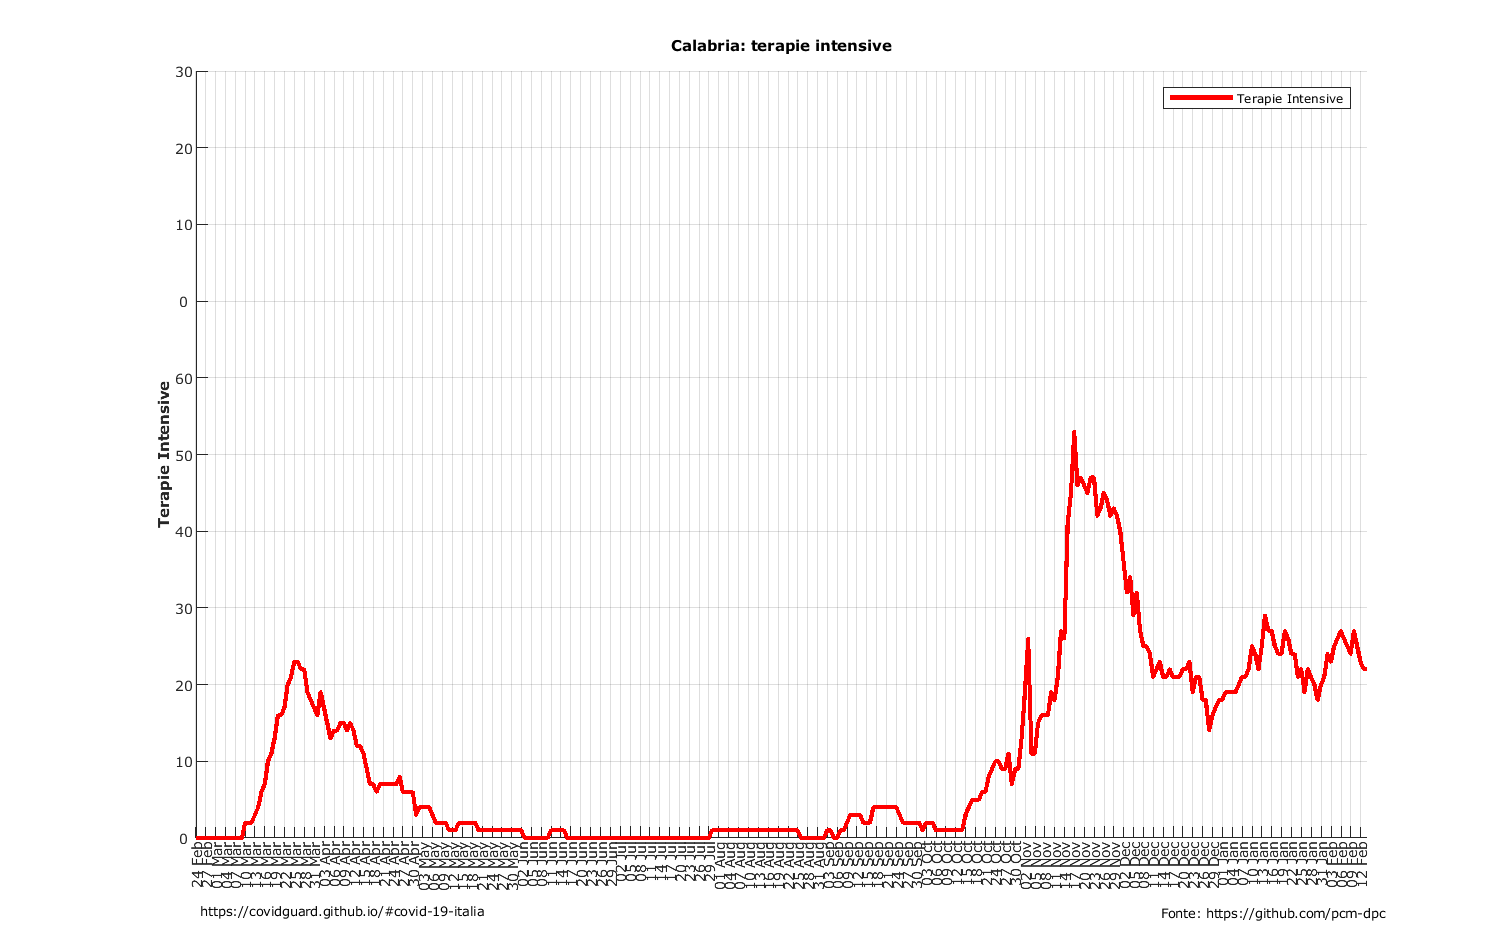 Calabria: terapie intensive
Terapie Intensive
30
20
10
0
60
50
40
30
20
10
0
Terapie Intensive
24 Feb
27 Feb
01 Mar
04 Mar
07 Mar
10 Mar
13 Mar
16 Mar
19 Mar
22 Mar
25 Mar
28 Mar
31 Mar
03 Apr
06 Apr
09 Apr
12 Apr
15 Apr
18 Apr
21 Apr
24 Apr
27 Apr
30 Apr
03 May
06 May
09 May
12 May
15 May
18 May
21 May
24 May
27 May
30 May
02 Jun
05 Jun
08 Jun
11 Jun
14 Jun
17 Jun
20 Jun
23 Jun
26 Jun
29 Jun
02 Jul
05 Jul
08 Jul
11 Jul
14 Jul
17 Jul
20 Jul
23 Jul
26 Jul
29 Jul
01 Aug
04 Aug
07 Aug
10 Aug
13 Aug
16 Aug
19 Aug
22 Aug
25 Aug
28 Aug
31 Aug
03 Sep
06 Sep
09 Sep
12 Sep
15 Sep
18 Sep
21 Sep
24 Sep
27 Sep
30 Sep
03 Oct
06 Oct
09 Oct
12 Oct
15 Oct
18 Oct
21 Oct
24 Oct
27 Oct
30 Oct
02 Nov
05 Nov
08 Nov
11 Nov
14 Nov
17 Nov
20 Nov
23 Nov
26 Nov
29 Nov
02 Dec
05 Dec
08 Dec
11 Dec
14 Dec
17 Dec
20 Dec
23 Dec
26 Dec
29 Dec
01 Jan
04 Jan
07 Jan
10 Jan
13 Jan
16 Jan
19 Jan
22 Jan
25 Jan
28 Jan
31 Jan
03 Feb
06 Feb
09 Feb
12 Feb
https://covidguard.github.io/#covid-19-italia
Fonte: https://github.com/pcm-dpc